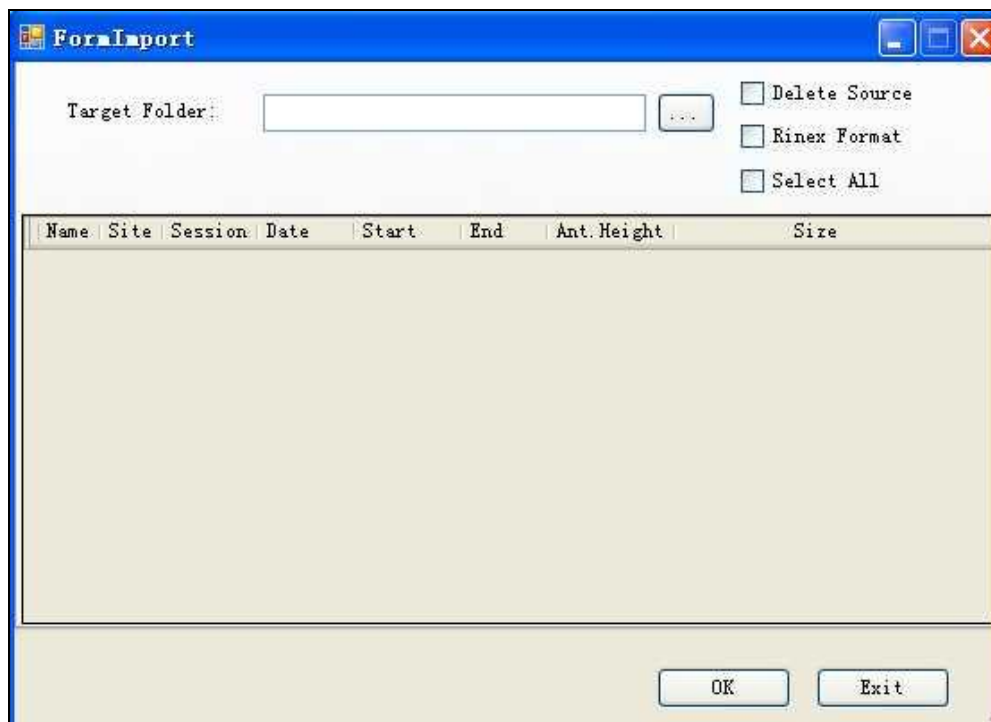 FormImport
Target Folder:
...
Delete Source
Rinex Format
Select All
Name Site Session Date Start End Ant.Height Size
OK Exit